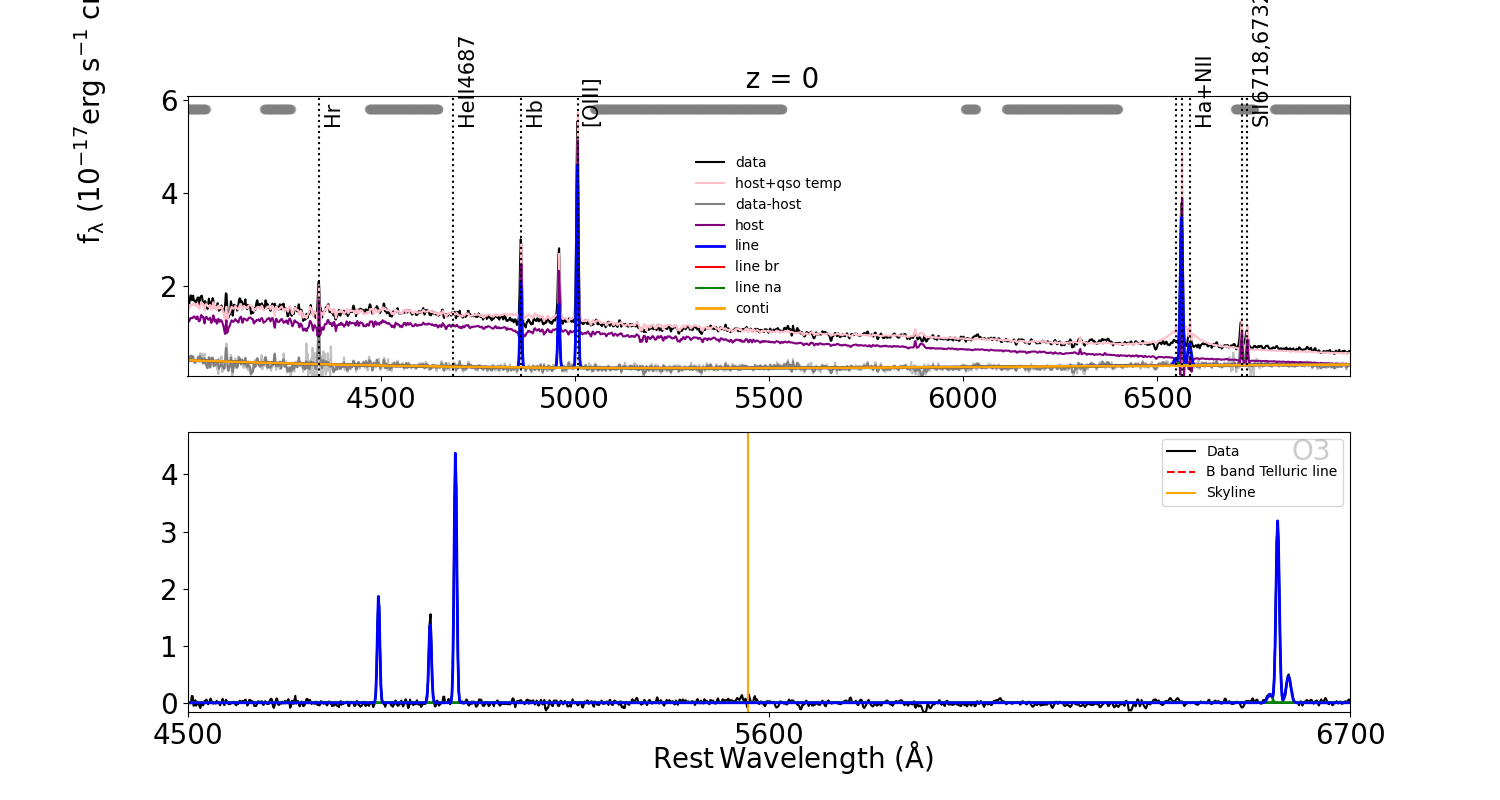 z = 0
f_λ (10^−17 erg s^−1
Hr
HeII4687
Hb
[OIII]
Ha+NII
SII6718,6732
6
4
2
data
host+qso temp
data-host
host
line
line br
line na
conti
4500 5000 5500 6000 6500
O3
Data
B band Telluric line
Skyline
4
3
2
1
0
4500 5600 6700
Rest Wavelength (Å)